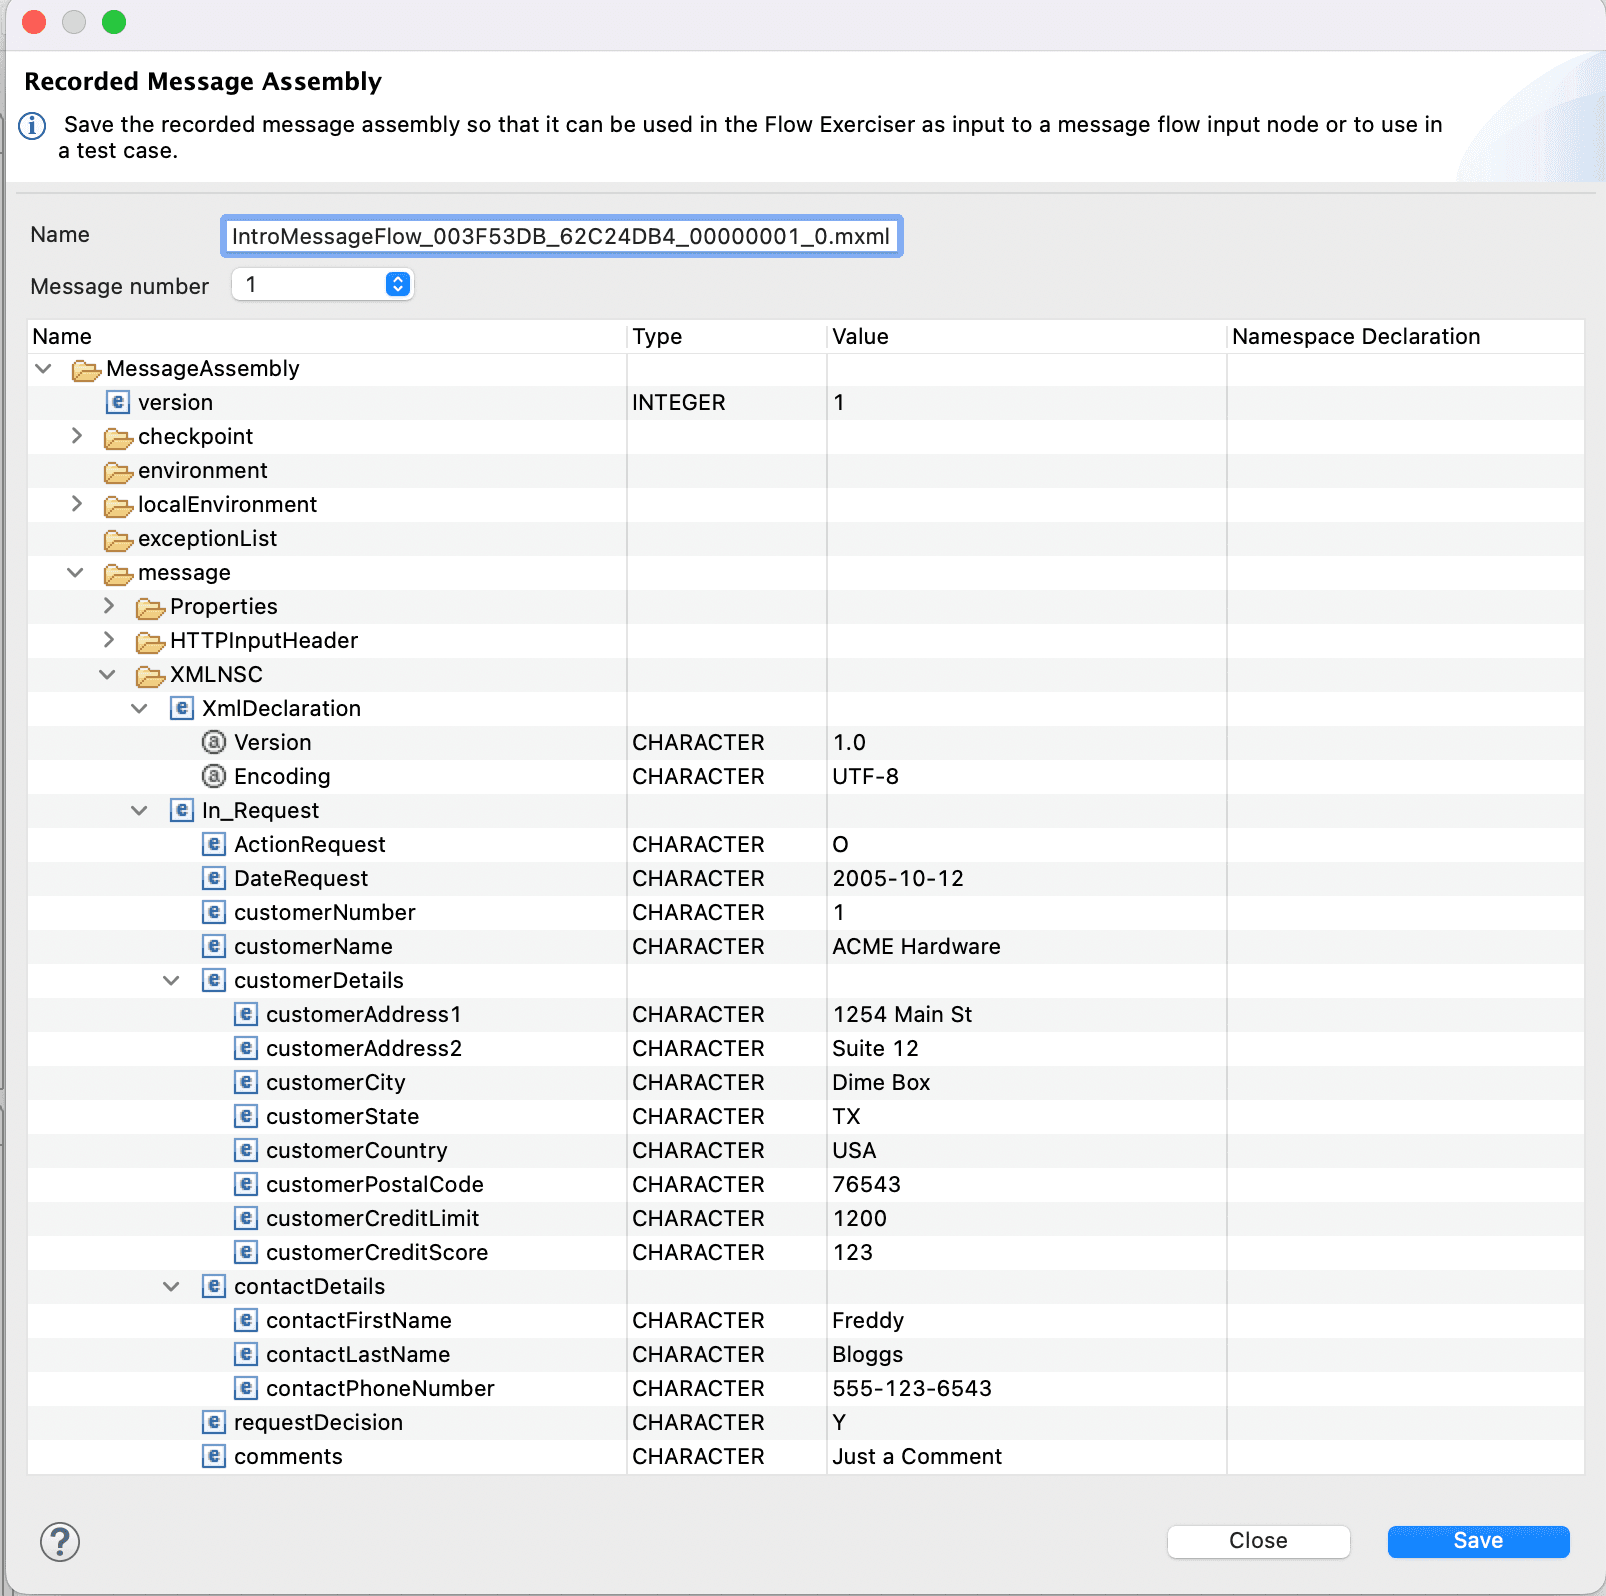 Recorded Message Assembly
Save the recorded message assembly so that it can be used in the Flow Exerciser as input to a message flow input node or to use in
a test case.
Name IntroMessageFlow_003F53DB_62C24DB4_00000001_0.mxml
Message number 1
Name Type Value Namespace Declaration
MessageAssembly
e version INTEGER 1
checkpoint
environment
localEnvironment
exceptionList
message
Properties
HTTPInputHeader
XMLNSC
e XmlDeclaration
a Version CHARACTER 1.0
a Encoding CHARACTER UTF-8
e In_Request
e ActionRequest CHARACTER O
e DateRequest CHARACTER 2005-10-12
e customerNumber CHARACTER 1
e customerName CHARACTER ACME Hardware
e customerDetails
e customerAddress1 CHARACTER 1254 Main St
e customerAddress2 CHARACTER Suite 12
e customerCity CHARACTER Dime Box
e customerState CHARACTER TX
e customerCountry CHARACTER USA
e customerPostalCode CHARACTER 76543
e customerCreditLimit CHARACTER 1200
e customerCreditScore CHARACTER 123
e contactDetails
e contactFirstName CHARACTER Freddy
e contactLastName CHARACTER Bloggs
e contactPhoneNumber CHARACTER 555-123-6543
e requestDecision CHARACTER Y
e comments CHARACTER Just a Comment
? Close Save